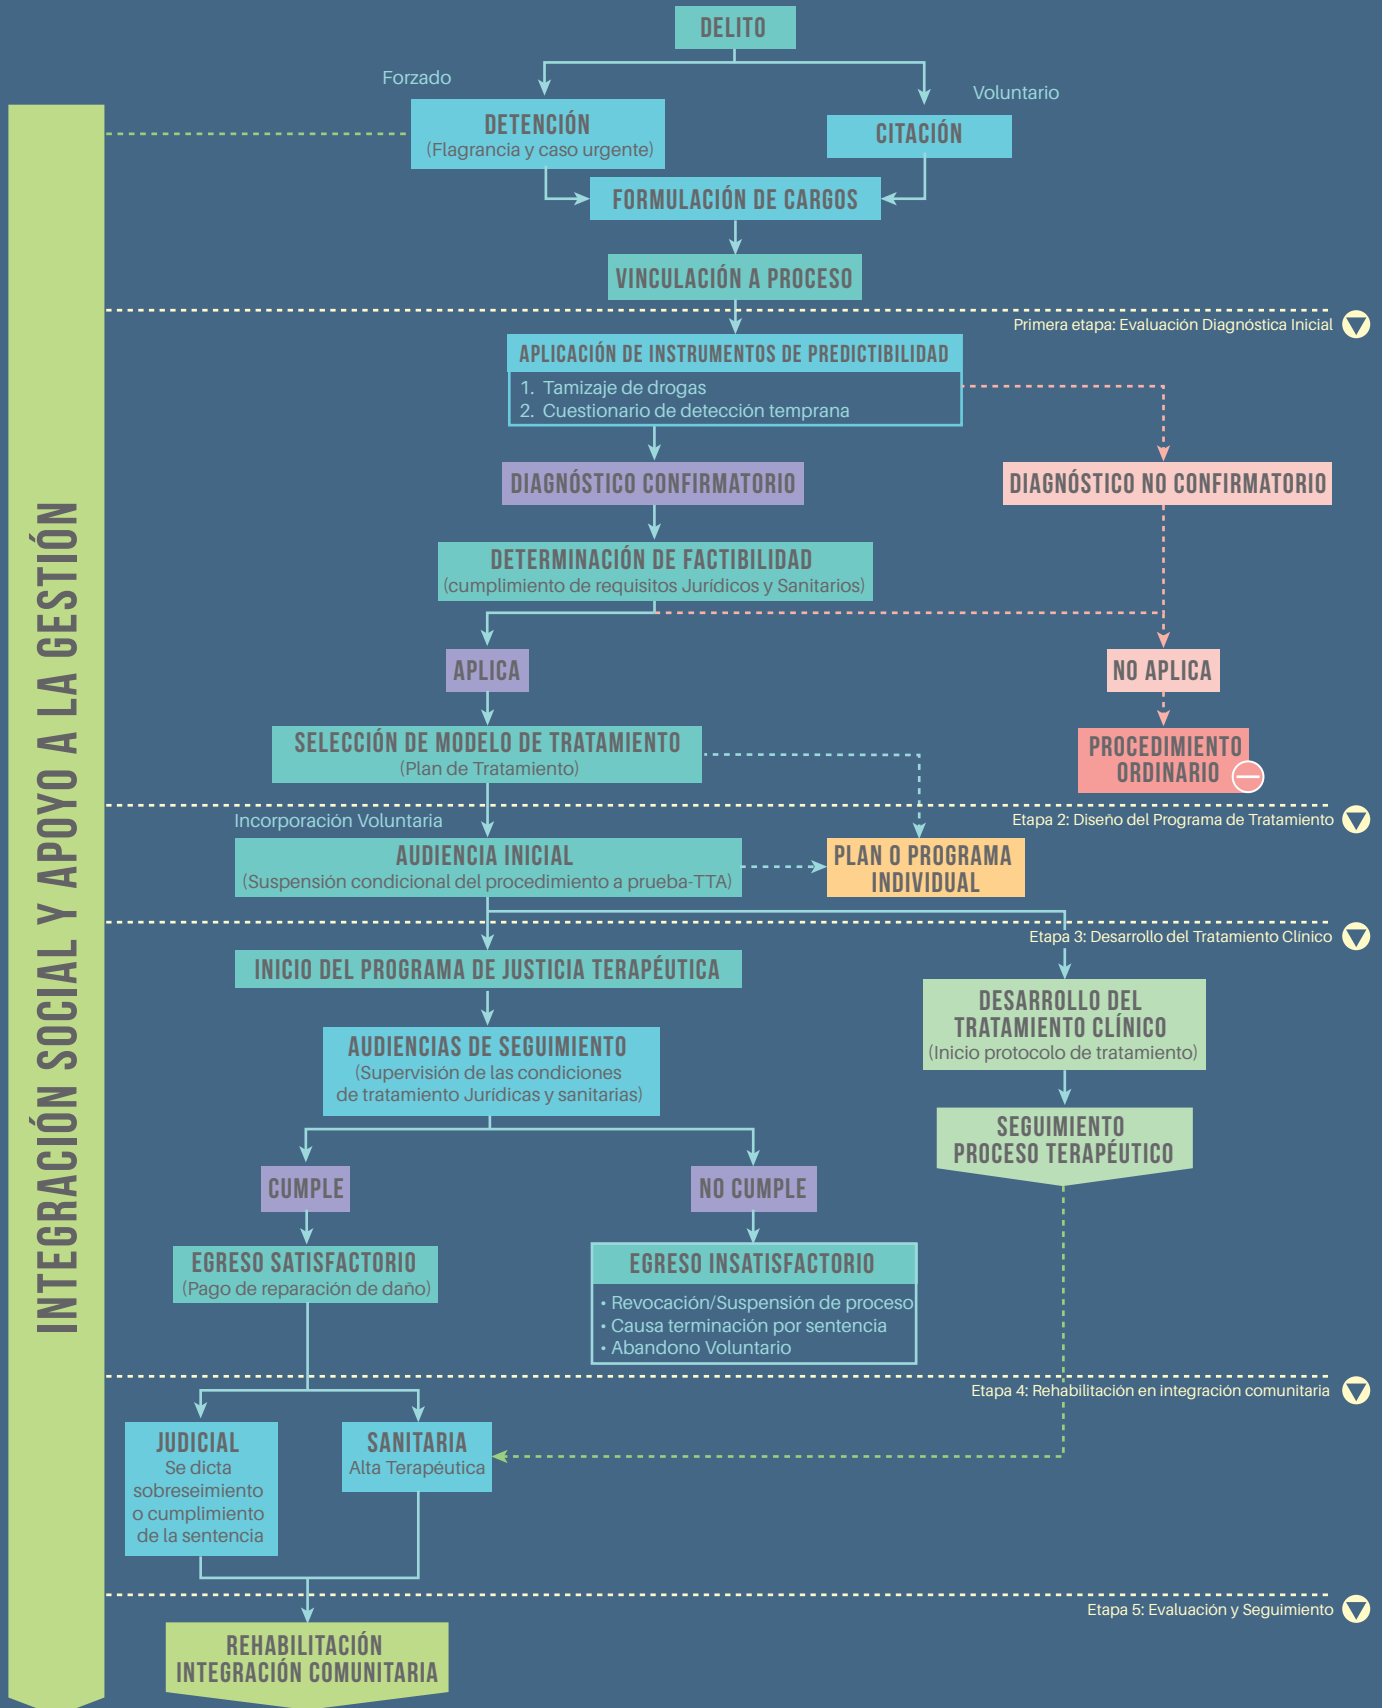 DELITO
Forzado
Voluntario
DETENCIÓN
(Flagrancia y caso urgente)
CITACIÓN
FORMULACIÓN DE CARGOS
VINCULACIÓN A PROCESO
Primera etapa: Evaluación Diagnóstica Inicial
APLICACIÓN DE INSTRUMENTOS DE PREDICTIBILIDAD
1. Tamizaje de drogas
2. Cuestionario de detección temprana
DIAGNÓSTICO CONFIRMATORIO
DIAGNÓSTICO NO CONFIRMATORIO
DETERMINACIÓN DE FACTIBILIDAD
(cumplimiento de requisitos Jurídicos y Sanitarios)
APLICA
NO APLICA
SELECCIÓN DE MODELO DE TRATAMIENTO
(Plan de Tratamiento)
PROCEDIMIENTO
ORDINARIO
Incorporación Voluntaria
Etapa 2: Diseño del Programa de Tratamiento
AUDIENCIA INICIAL
(Suspensión condicional del procedimiento a prueba-TTA)
PLAN O PROGRAMA
INDIVIDUAL
Etapa 3: Desarrollo del Tratamiento Clínico
INICIO DEL PROGRAMA DE JUSTICIA TERAPÉUTICA
DESARROLLO DEL
TRATAMIENTO CLÍNICO
(Inicio protocolo de tratamiento)
AUDIENCIAS DE SEGUIMIENTO
(Supervisión de las condiciones
de tratamiento Jurídicas y sanitarias)
SEGUIMIENTO
PROCESO TERAPÉUTICO
CUMPLE
NO CUMPLE
EGRESO SATISFACTORIO
(Pago de reparación de daño)
EGRESO INSATISFACTORIO
• Revocación/Suspensión de proceso
• Causa terminación por sentencia
• Abandono Voluntario
Etapa 4: Rehabilitación en integración comunitaria
JUDICIAL
Se dicta
sobreseimiento
o cumplimiento
de la sentencia
SANITARIA
Alta Terapéutica
Etapa 5: Evaluación y Seguimiento
REHABILITACIÓN
INTEGRACIÓN COMUNITARIA
INTEGRACIÓN SOCIAL Y APOYO A LA GESTIÓN